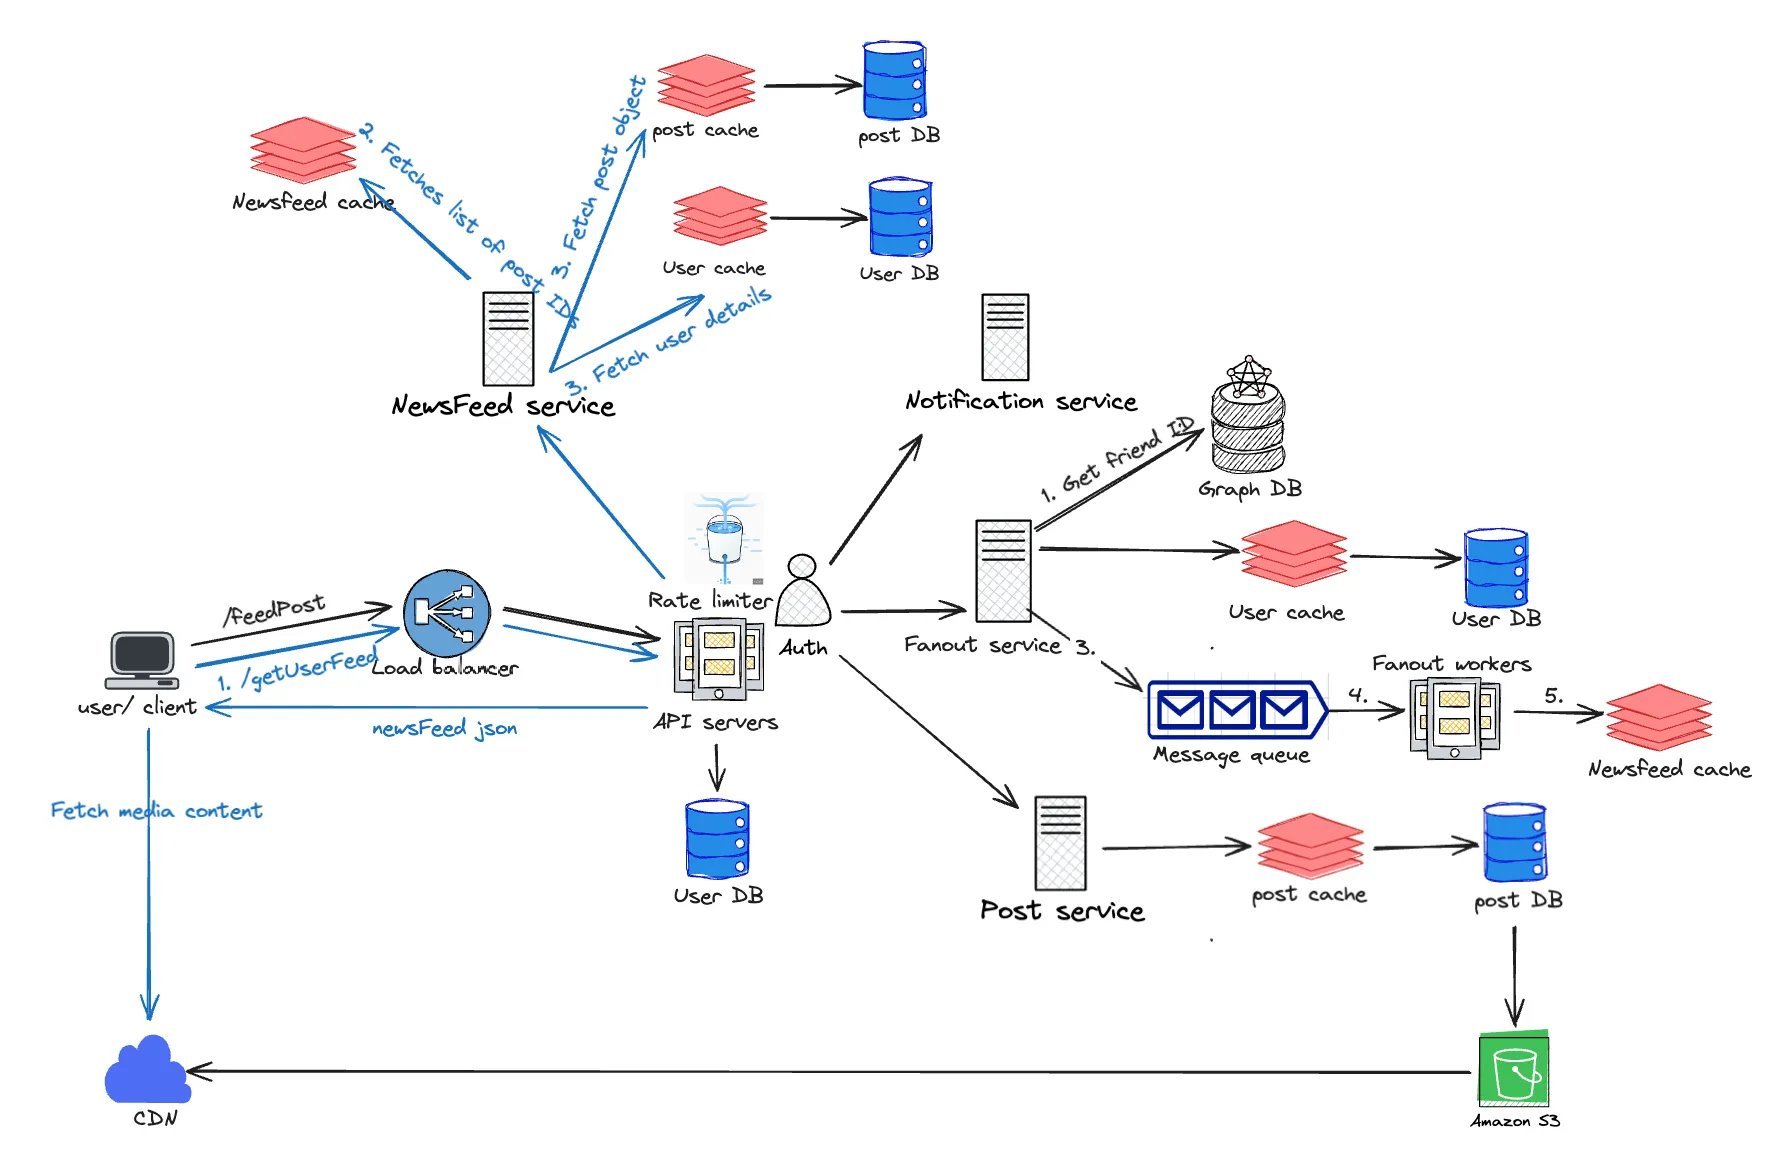 post cache
post DB
2. Fetches list of post IDs
3. Fetch post object
Newsfeed cache
User cache
User DB
3. Fetch user details
NewsFeed service
Notification service
1. Get friend ID
Graph DB
/feedPost
1. /getUserFeed
Load balancer
Rate limiter
Auth
Fanout service
3.
User cache
User DB
user/ client
newsFeed json
API servers
Fanout workers
4.
5.
Message queue
Newsfeed cache
Fetch media content
User DB
Post service
post cache
post DB
CDN
Amazon S3